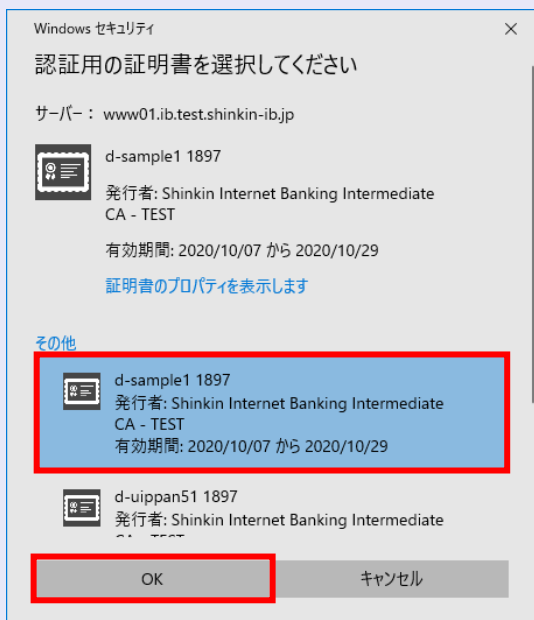 Windows セキュリティ
認証用の証明書を選択してください
サーバー： www01.ib.test.shinkin-ib.jp
d-sample1 1897
発行者: Shinkin Internet Banking Intermediate
CA - TEST
有効期間: 2020/10/07 から 2020/10/29
証明書のプロパティを表示します
その他
d-sample1 1897
発行者: Shinkin Internet Banking Intermediate
CA - TEST
有効期間: 2020/10/07 から 2020/10/29
d-uippan51 1897
発行者: Shinkin Internet Banking Intermediate
OK
キャンセル